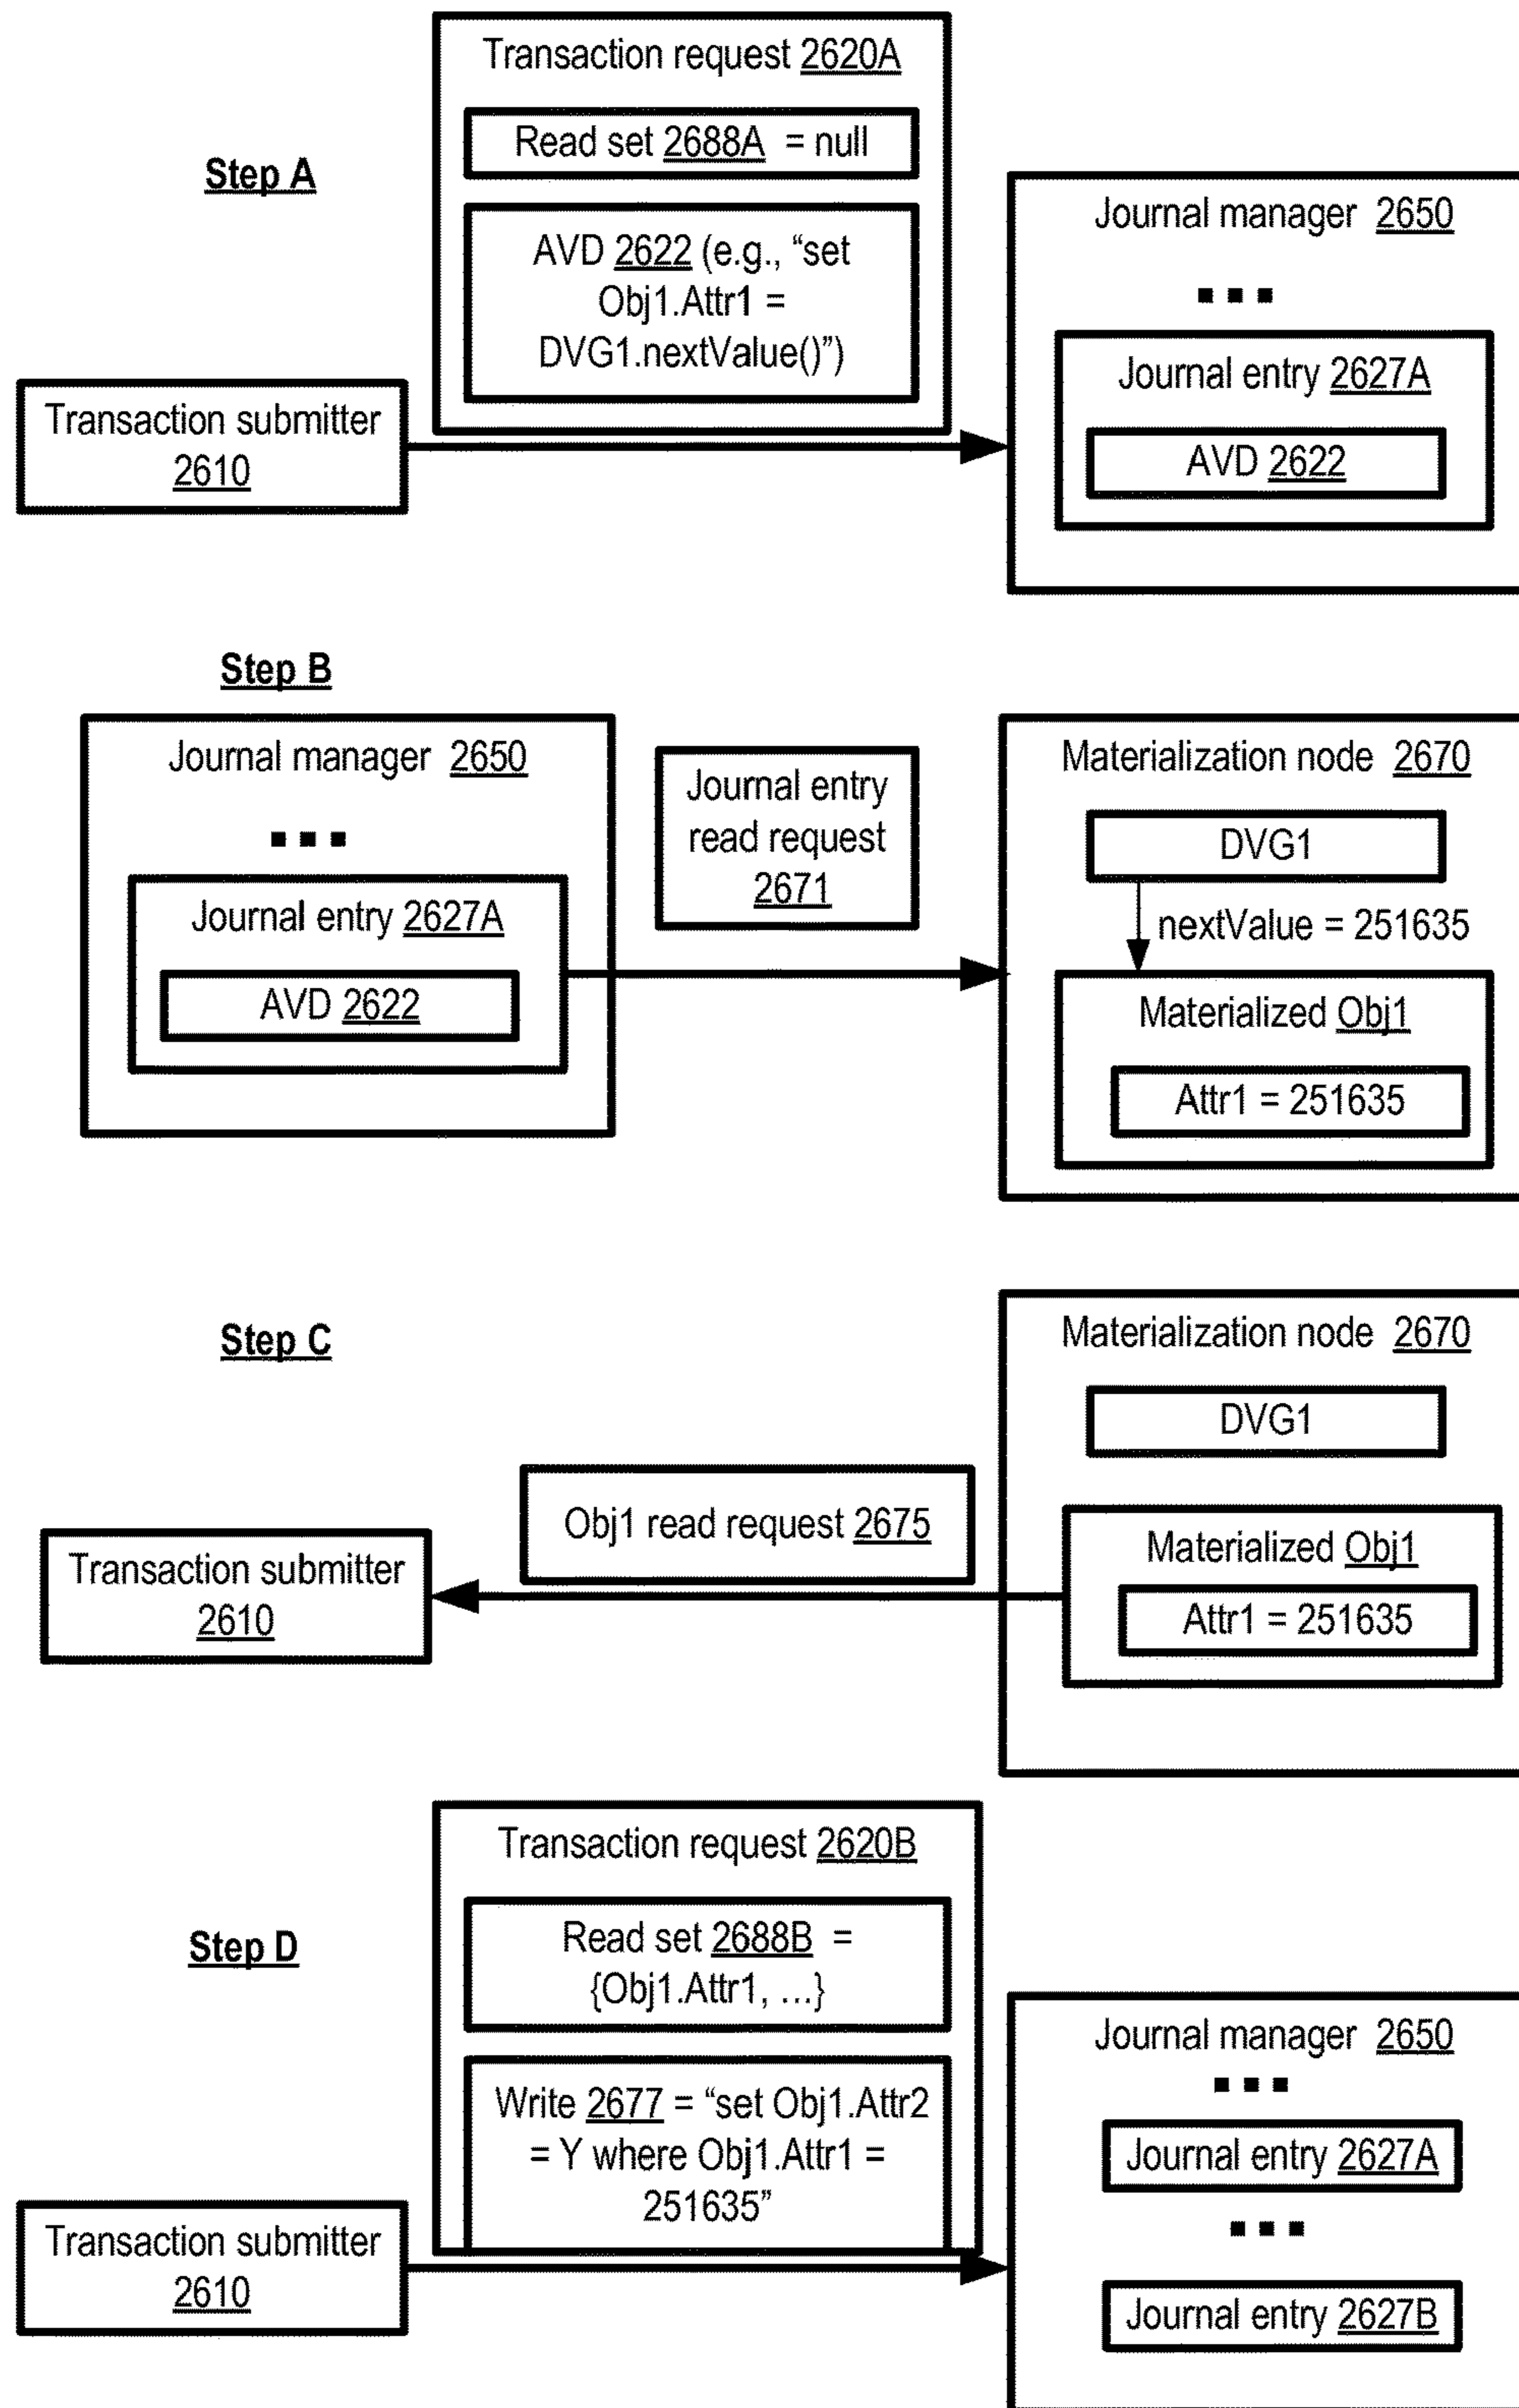 Transaction request 2620A
Read set 2688A = null
Step A
AVD 2622 (e.g., “set
Obj1.Attr1 =
DVG1.nextValue()”)
Transaction submitter
2610
Journal manager 2650
Journal entry 2627A
AVD 2622
Step B
Journal manager 2650
Journal entry 2627A
AVD 2622
Journal entry
read request
2671
Materialization node 2670
DVG1
nextValue = 251635
Materialized Obj1
Attr1 = 251635
Step C
Transaction submitter
2610
Obj1 read request 2675
Materialization node 2670
DVG1
Materialized Obj1
Attr1 = 251635
Transaction request 2620B
Step D
Read set 2688B =
{Obj1.Attr1, ...}
Write 2677 = “set Obj1.Attr2
= Y where Obj1.Attr1 =
251635”
Transaction submitter
2610
Journal manager 2650
Journal entry 2627A
Journal entry 2627B